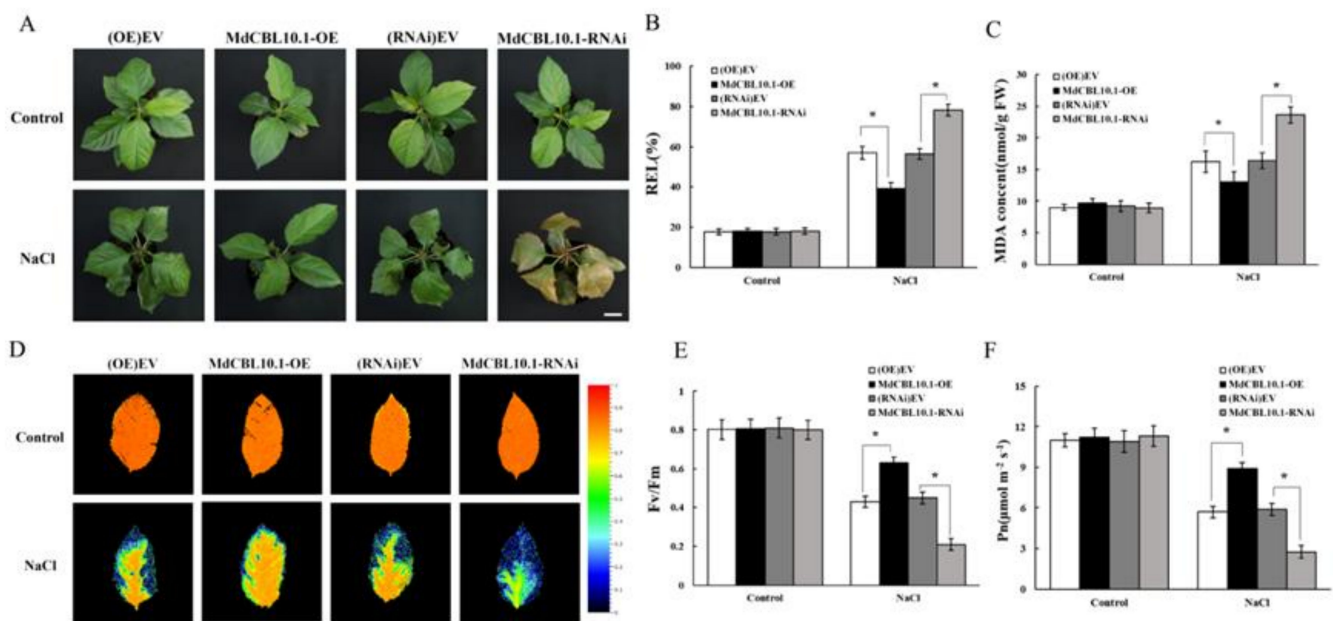 A
(OE)EV MdCBL10.1-OE (RNAi)EV MdCBL10.1-RNAi
Control
NaCl
B
(OE)EV
MdCBL10.1-OE
(RNAi)EV
MdCBL10.1-RNAi
REL(%)
100
80
60
40
20
0
* *
Control NaCl
C
(OE)EV
MdCBL10.1-OE
(RNAi)EV
MdCBL10.1-RNAi
MDA concent(nmol/g FW)
30
25
20
15
10
5
0
* *
Control NaCl
D
(OE)EV MdCBL10.1-OE (RNAi)EV MdCBL10.1-RNAi
Control
NaCl
E
(OE)EV
MdCBL10.1-OE
(RNAi)EV
MdCBL10.1-RNAi
Fv/Fm
1
0.8
0.6
0.4
0.2
0
* *
Control NaCl
F
(OE)EV
MdCBL10.1-OE
(RNAi)EV
MdCBL10.1-RNAi
Pn(μmol m⁻² s⁻¹)
15
12
9
6
3
0
* *
Control NaCl